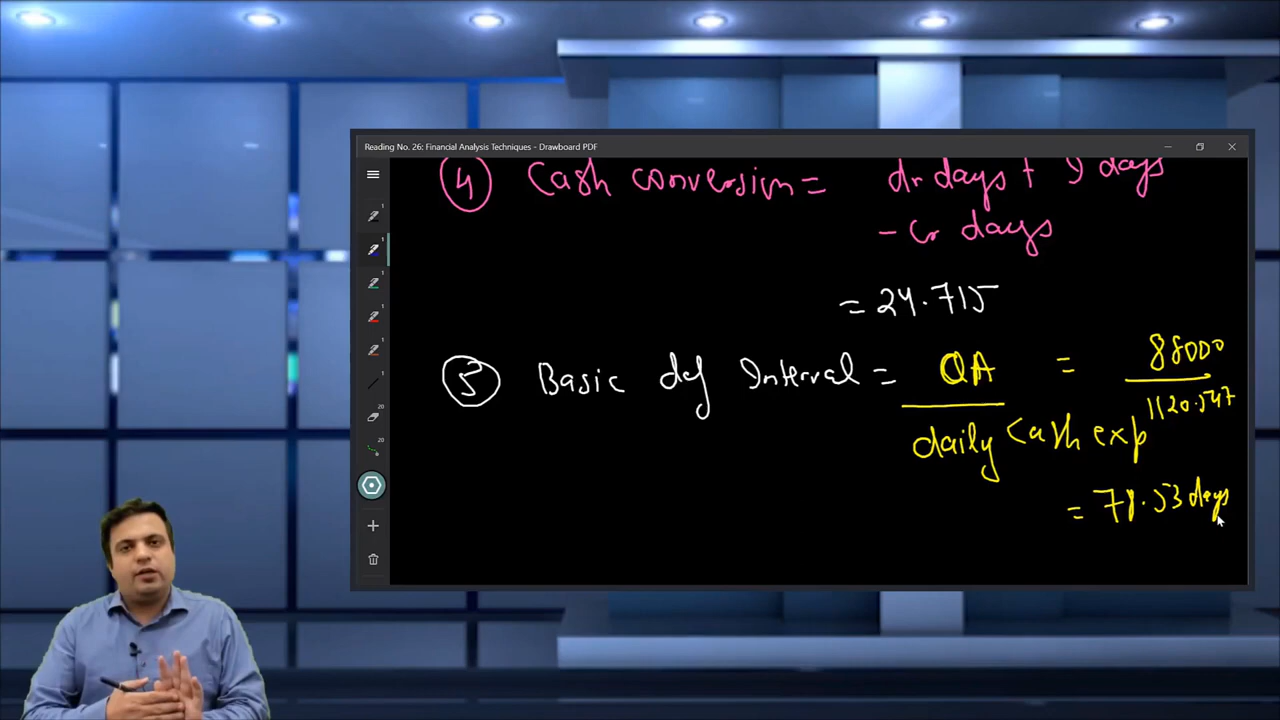 Reading No. 26: Financial Analysis Techniques - Drawboard PDF
④ Cash conversion = dr days + I days
- Cr days
= 24.715
⑤ Basic def Interval = QA = 88000
daily Cash exp 1120.547
= 78.53 days